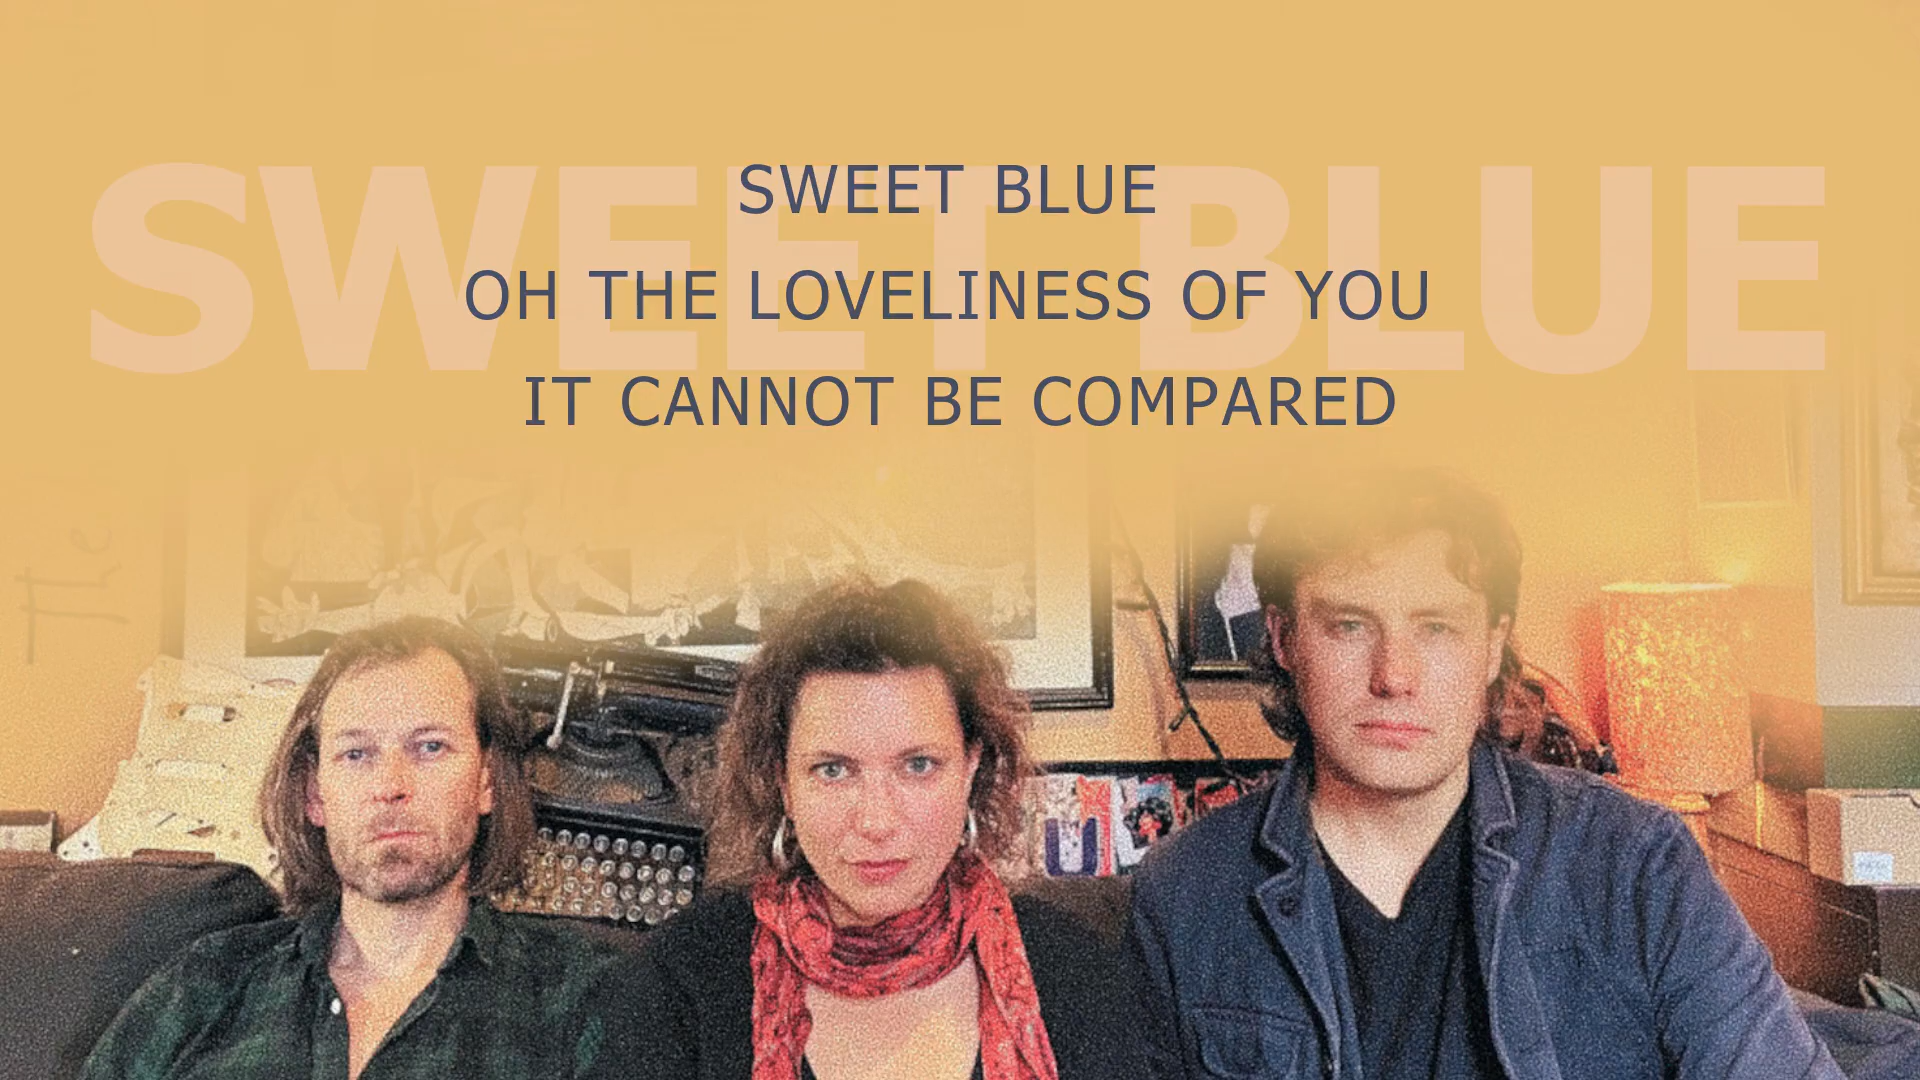 SWEET BLUE
SWEET BLUE
OH THE LOVELINESS OF YOU
IT CANNOT BE COMPARED